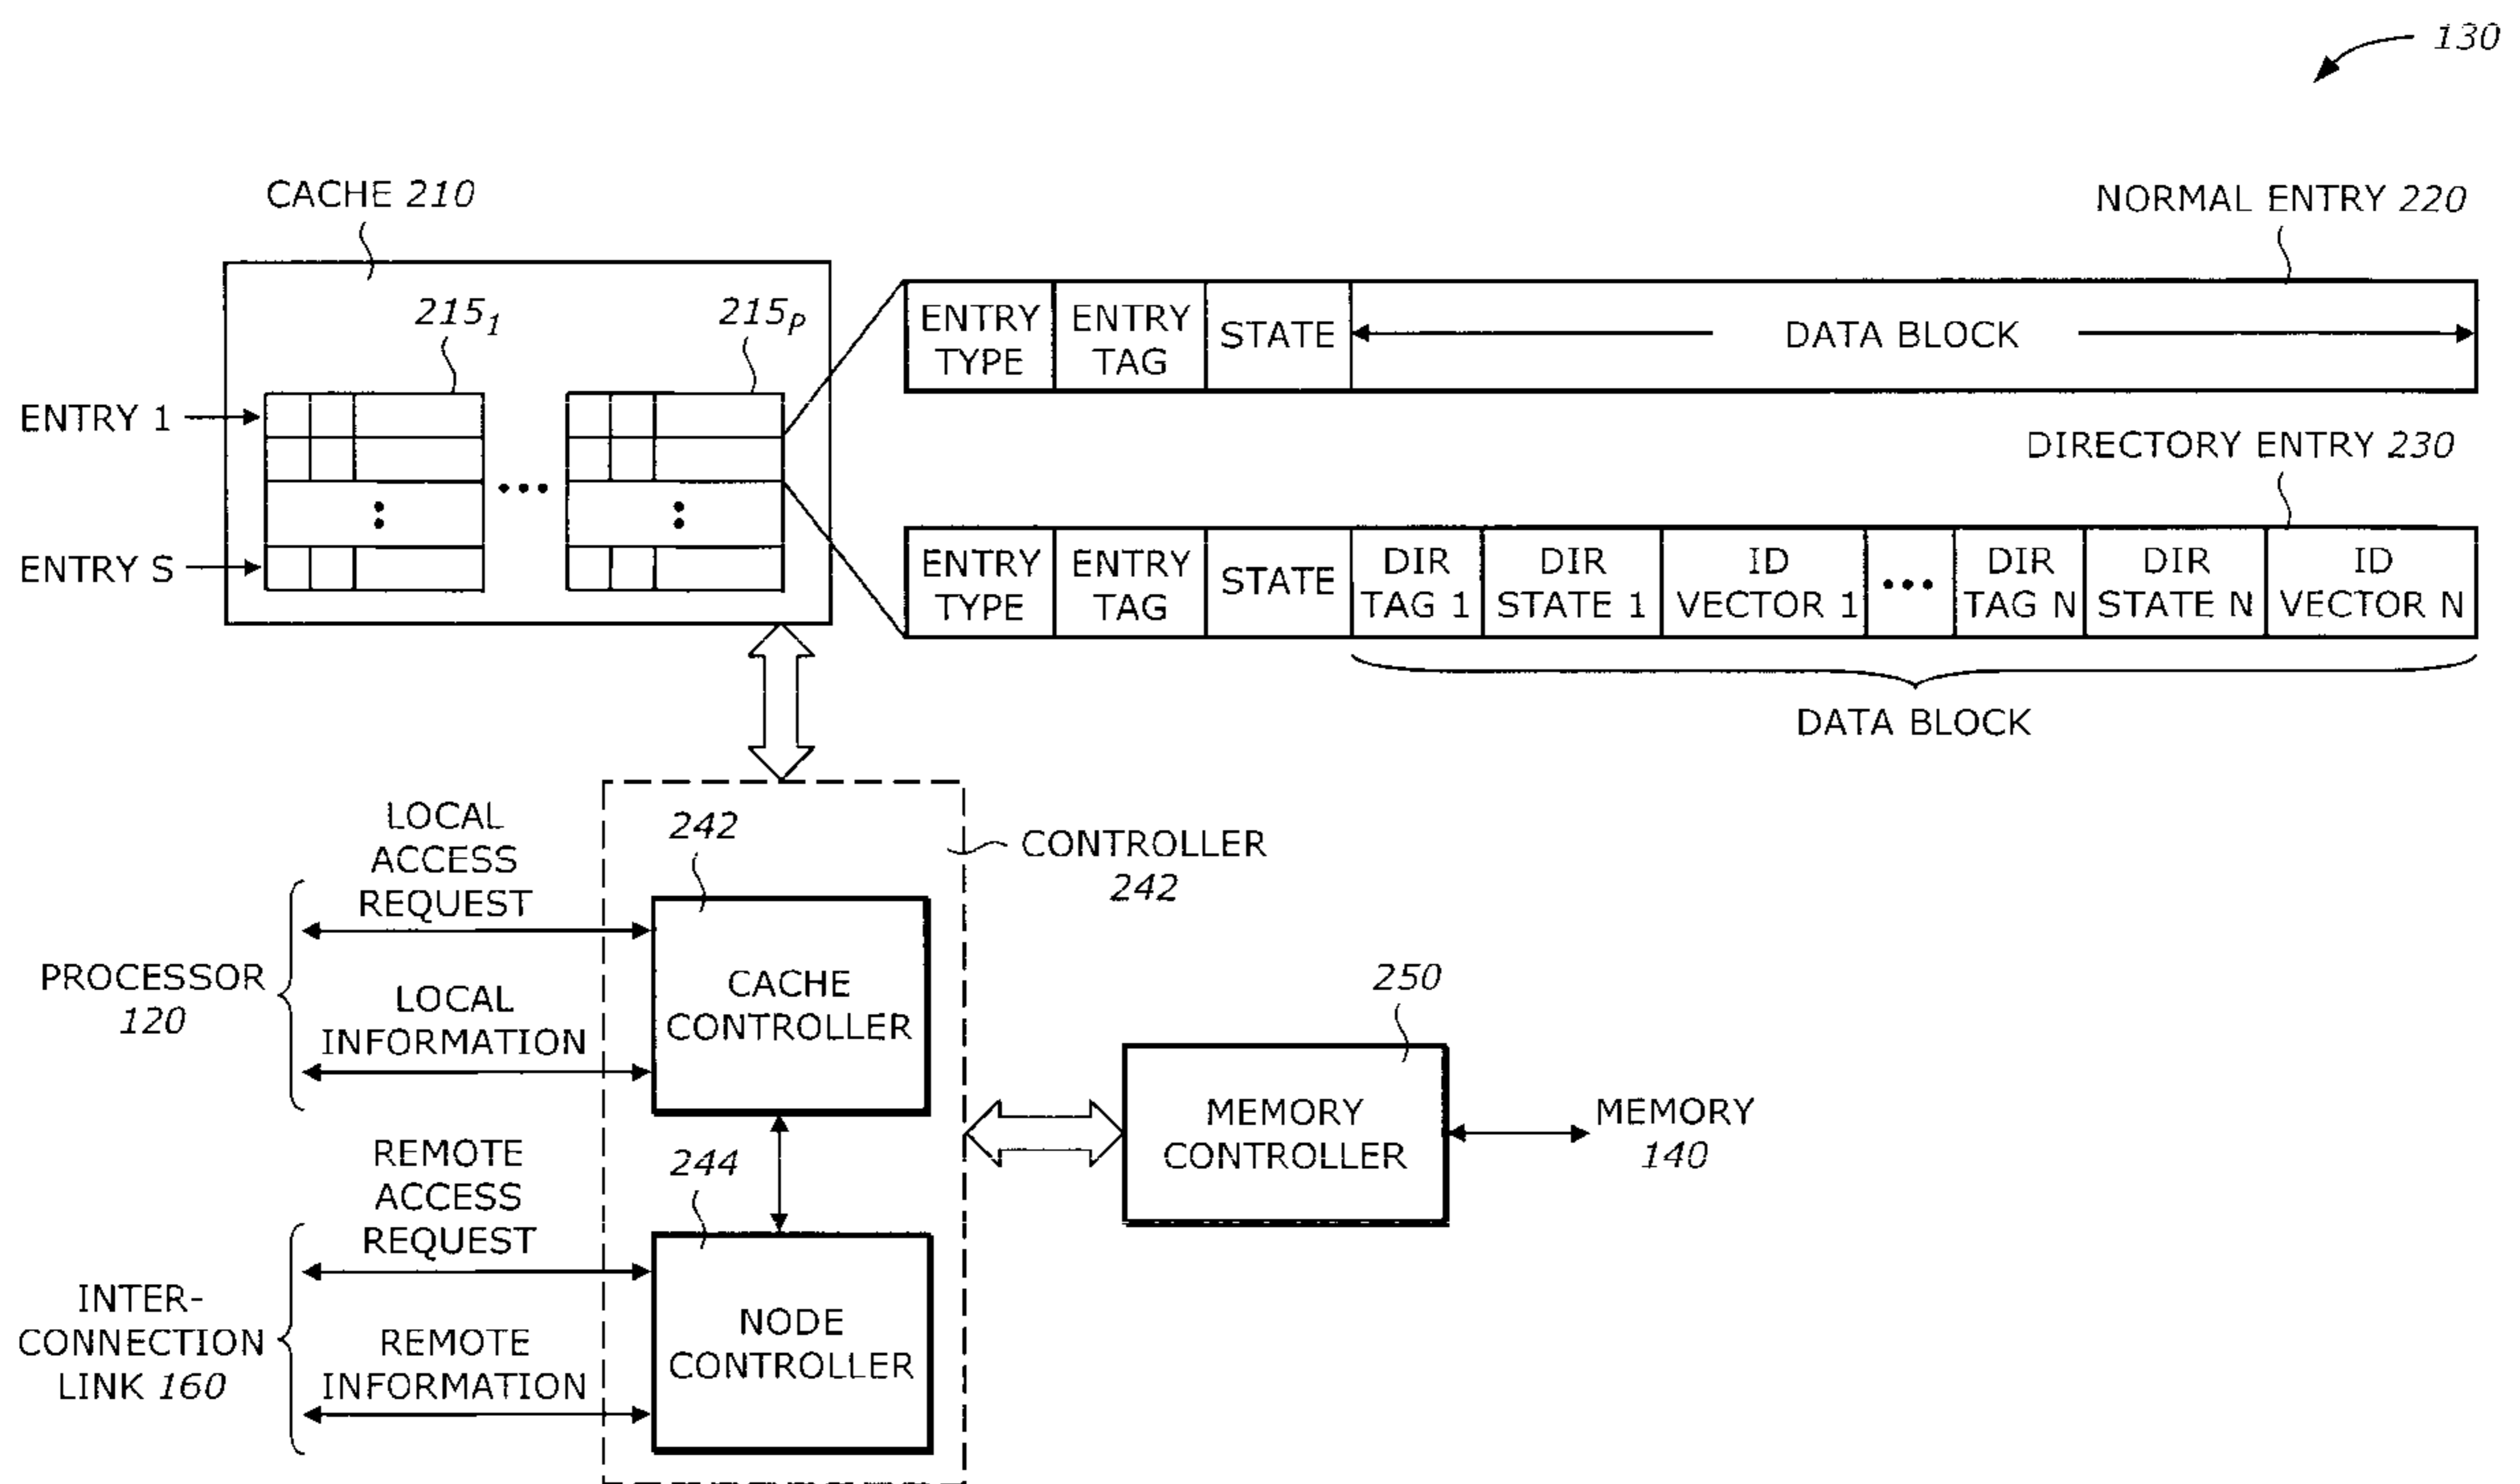 130
CACHE 210
NORMAL ENTRY 220
215₁
215ₚ
ENTRY
TYPE
ENTRY
TAG
STATE
DATA BLOCK
ENTRY 1
ENTRY S
DIRECTORY ENTRY 230
ENTRY
TYPE
ENTRY
TAG
STATE
DIR
TAG 1
DIR
STATE 1
ID
VECTOR 1
•••
DIR
TAG N
DIR
STATE N
ID
VECTOR N
DATA BLOCK
LOCAL
ACCESS
REQUEST
242
CONTROLLER
242
PROCESSOR
120
LOCAL
INFORMATION
CACHE
CONTROLLER
250
MEMORY
CONTROLLER
MEMORY
140
REMOTE
ACCESS
REQUEST
244
INTER-
CONNECTION
LINK 160
REMOTE
INFORMATION
NODE
CONTROLLER